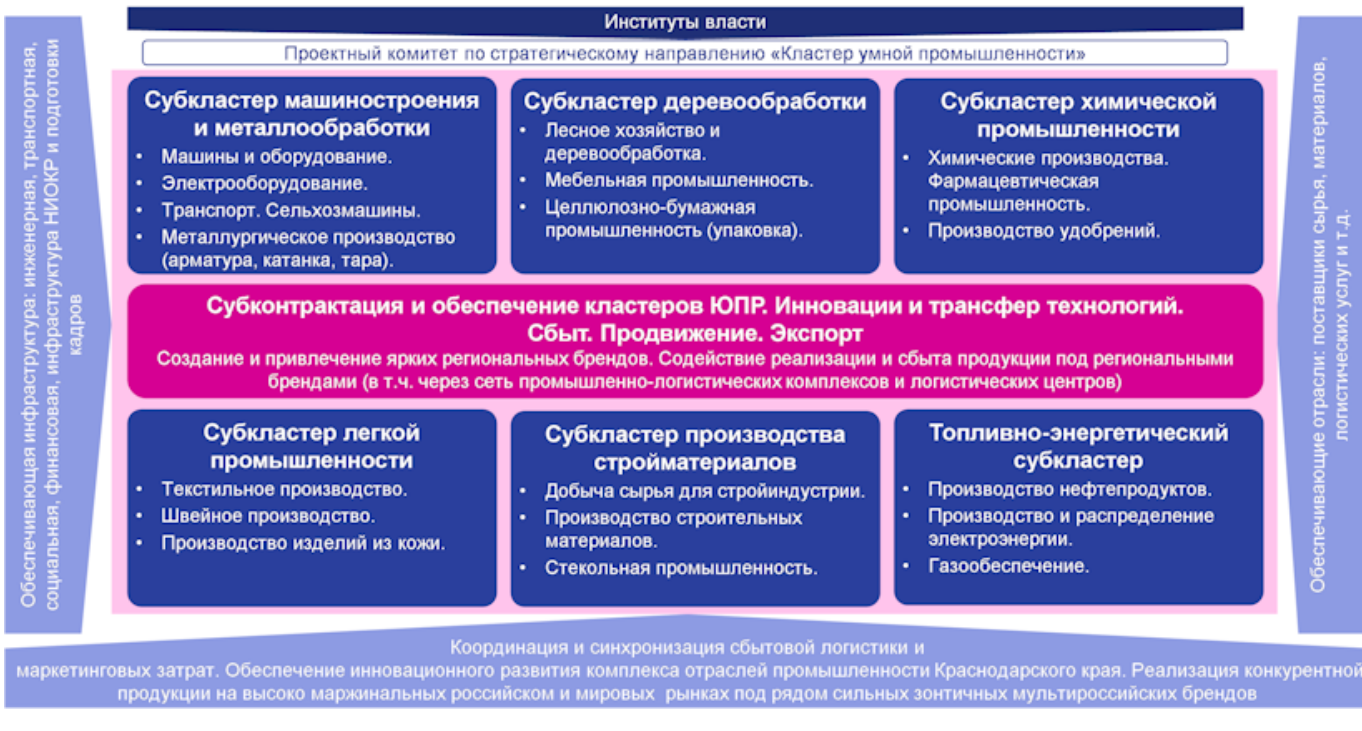 Институты власти
Проектный комитет по стратегическому направлению «Кластер умной промышленности»
Обеспечивающая инфраструктура: инженерная, транспортная,
социальная, финансовая, инфраструктура НИОКР и подготовки
кадров
Субкластер машиностроения
и металлообработки
• Машины и оборудование.
• Электрооборудование.
• Транспорт. Сельхозмашины.
• Металлургическое производство
(арматура, катанка, тара).
Субкластер деревообработки
• Лесное хозяйство и
деревообработка.
• Мебельная промышленность.
• Целлюлозно-бумажная
промышленность (упаковка).
Субкластер химической
промышленности
• Химические производства.
Фармацевтическая
промышленность.
• Производство удобрений.
Субконтрактация и обеспечение кластеров ЮПР. Инновации и трансфер технологий.
Сбыт. Продвижение. Экспорт
Создание и привлечение ярких региональных брендов. Содействие реализации и сбыта продукции под региональными
брендами (в т.ч. через сеть промышленно-логистических комплексов и логистических центров)
Субкластер легкой
промышленности
• Текстильное производство.
• Швейное производство.
• Производство изделий из кожи.
Субкластер производства
стройматериалов
• Добыча сырья для стройиндустрии.
• Производство строительных
материалов.
• Стекольная промышленность.
Топливно-энергетический
субкластер
• Производство нефтепродуктов.
• Производство и распределение
электроэнергии.
• Газообеспечение.
Обеспечивающие отрасли: поставщики сырья, материалов,
логистических услуг и т.д.
Координация и синхронизация сбытовой логистики и
маркетинговых затрат. Обеспечение инновационного развития комплекса отраслей промышленности Краснодарского края. Реализация конкурентной
продукции на высоко маржинальных российском и мировых рынках под рядом сильных зонтичных мультироссийских брендов